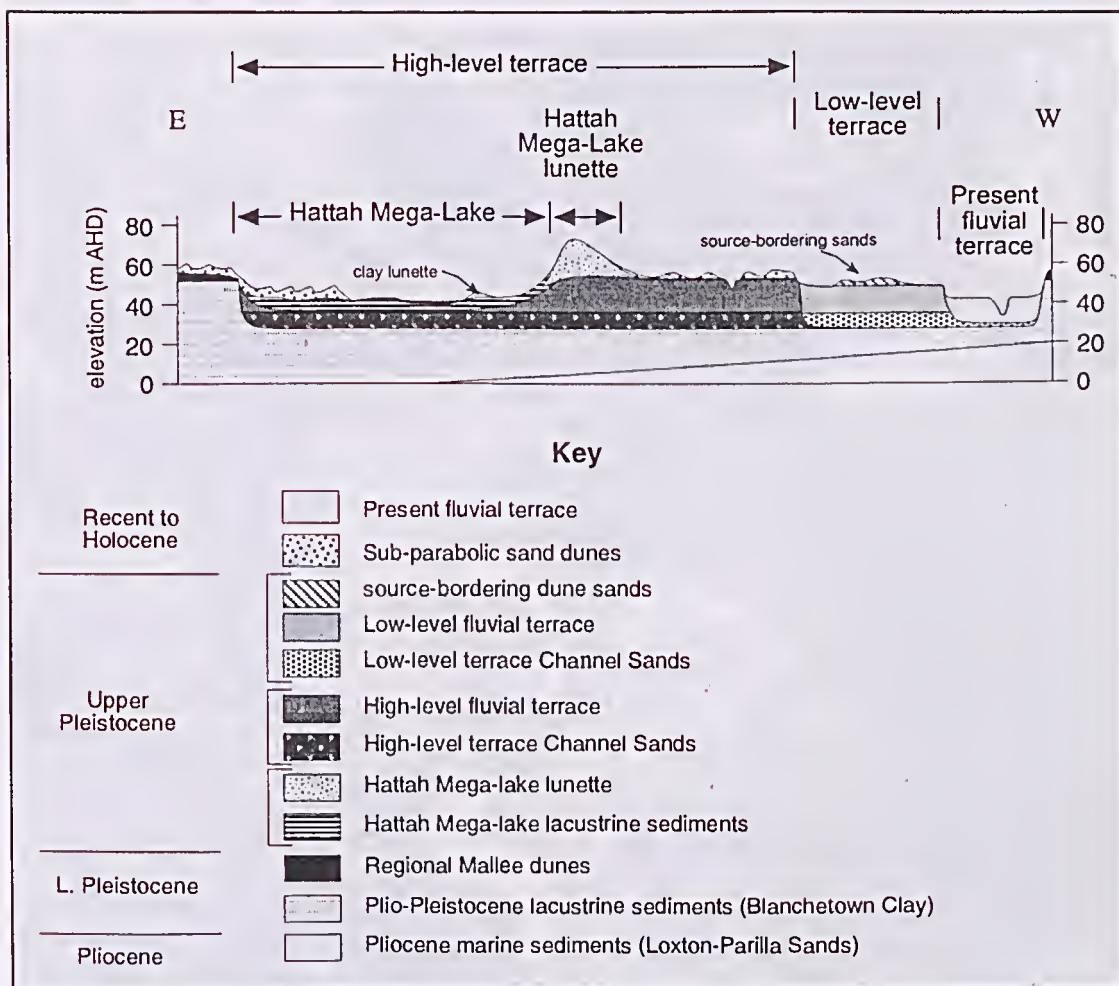 High-level terrace
E
Hattah
Mega-Lake
lunette
Low-level
terrace
W
Hattah Mega-Lake
Present
fluvial
terrace
clay lunette
source-bordering sands
elevation (m AHD)
80
60
40
20
0
80
60
40
20
0
Key
Recent to
Holocene
Present fluvial terrace
Sub-parabolic sand dunes
Upper
Pleistocene
source-bordering dune sands
Low-level fluvial terrace
Low-level terrace Channel Sands
High-level fluvial terrace
High-level terrace Channel Sands
Hattah Mega-lake lunette
Hattah Mega-lake lacustrine sediments
L. Pleistocene
Regional Mallee dunes
Plio-Pleistocene lacustrine sediments (Blanchetown Clay)
Pliocene
Pliocene marine sediments (Loxton-Parilla Sands)